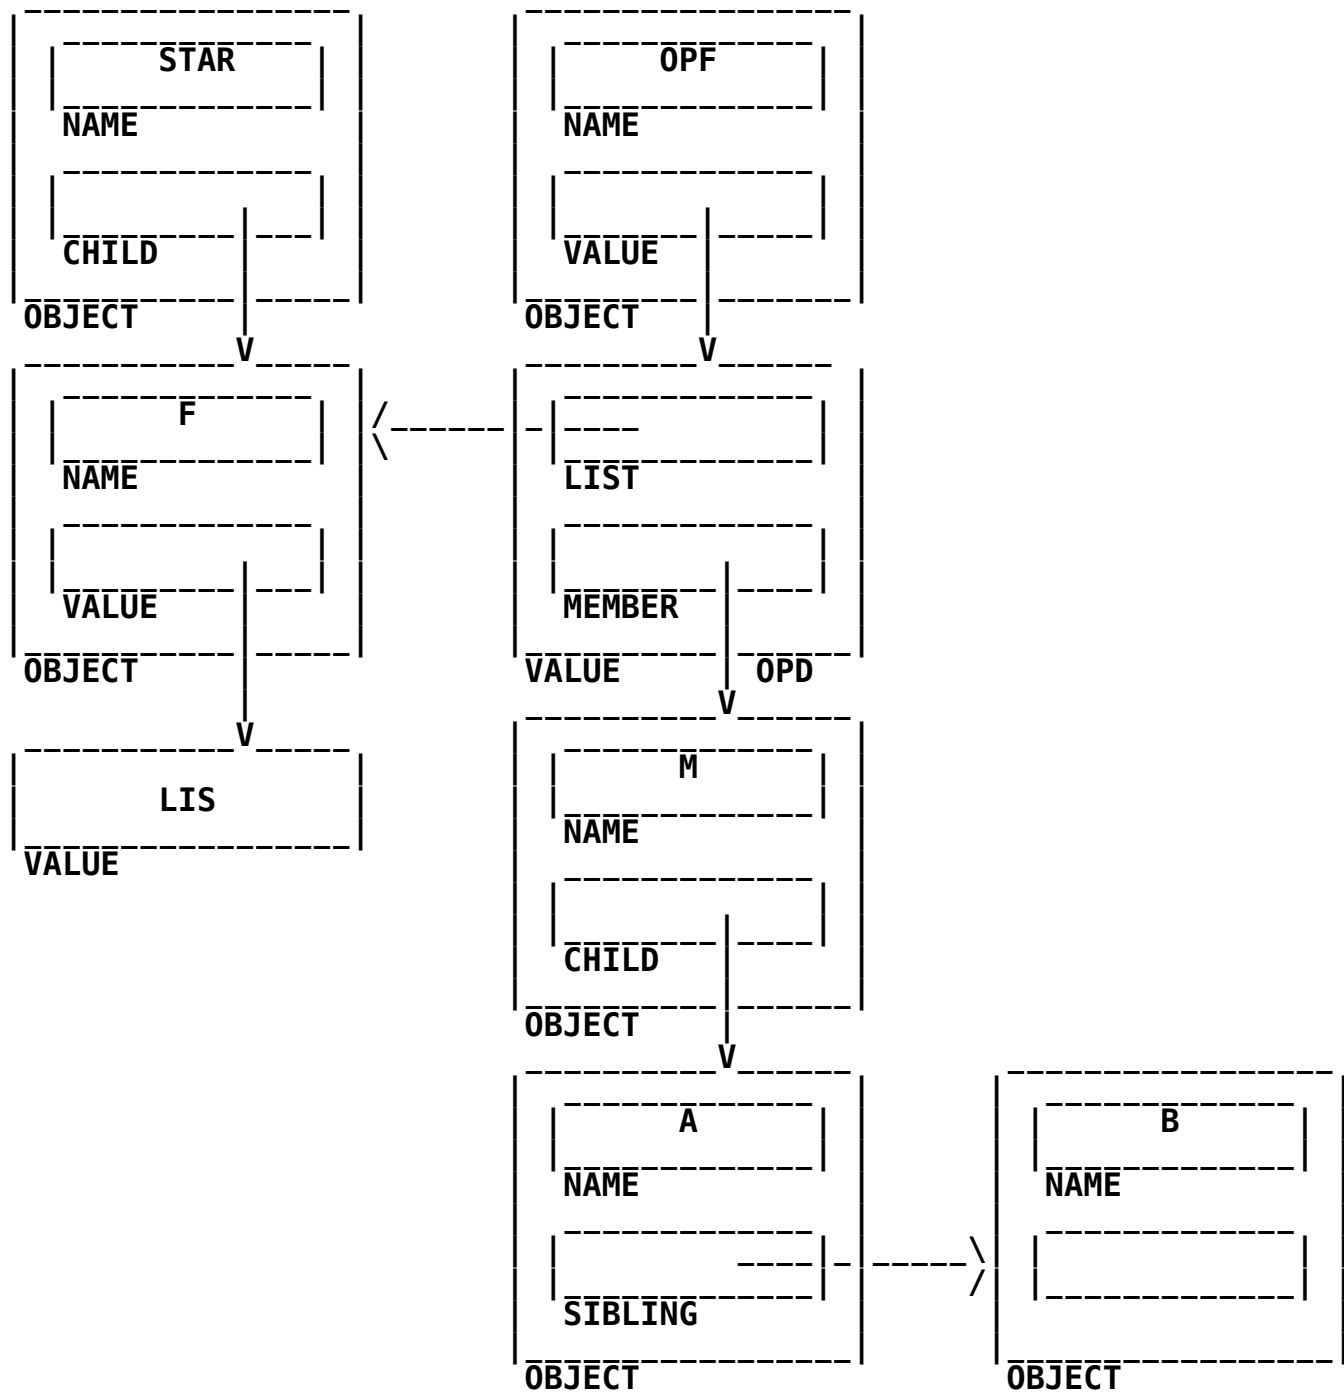 STAR OPF
NAME NAME
CHILD VALUE
OBJECT OBJECT
V V
F
NAME LIST
VALUE MEMBER
OBJECT VALUE OPD
V
V
M
LIS
NAME
VALUE
CHILD
OBJECT
V
A B
NAME NAME
SIBLING
OBJECT OBJECT